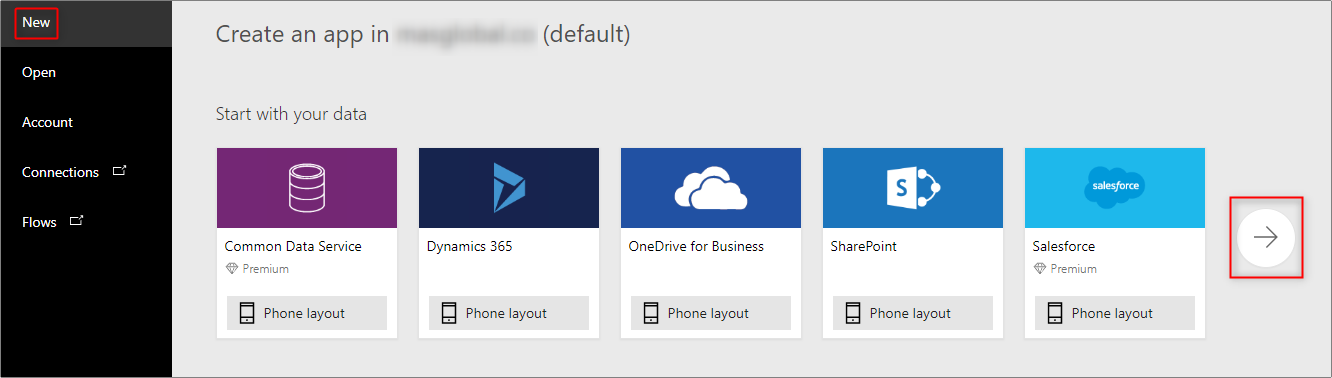 New
Open
Account
Connections
Flows
Create an app in (default)
Start with your data
S
salesforce
Common Data Service
Dynamics 365
OneDrive for Business
SharePoint
Salesforce
Premium
Premium
Phone layout
Phone layout
Phone layout
Phone layout
Phone layout